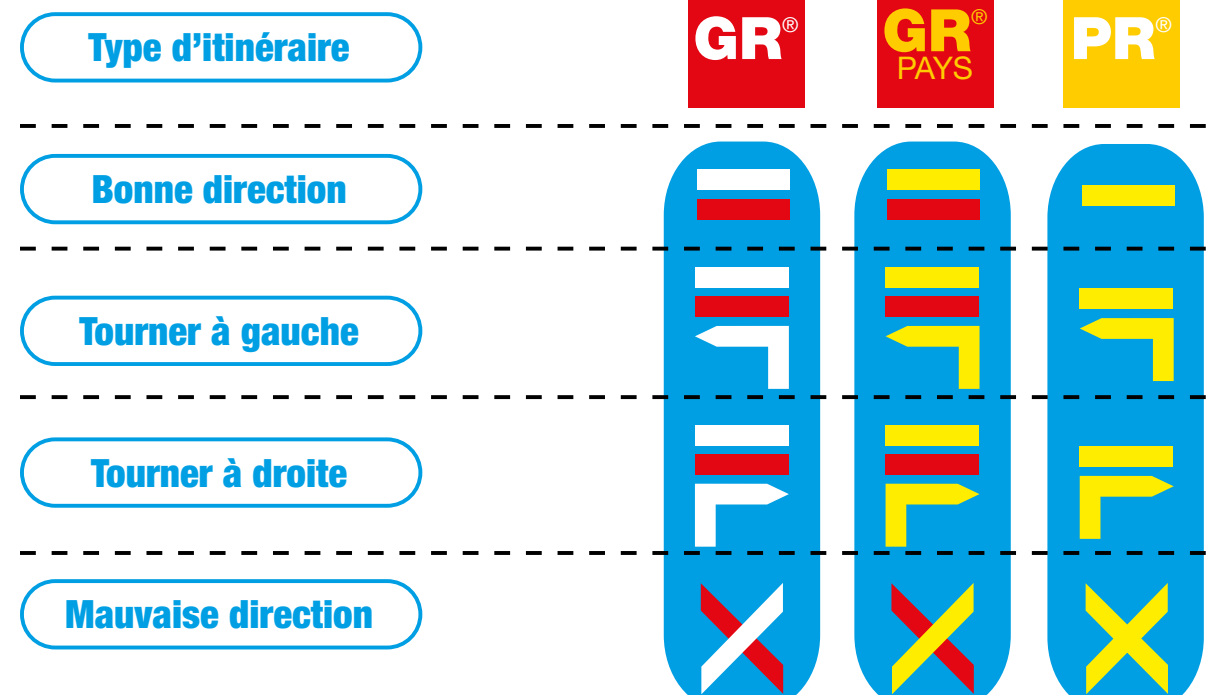 Type d’itinéraire
GR®
GR®
PAYS
PR®
Bonne direction
Tourner à gauche
Tourner à droite
Mauvaise direction